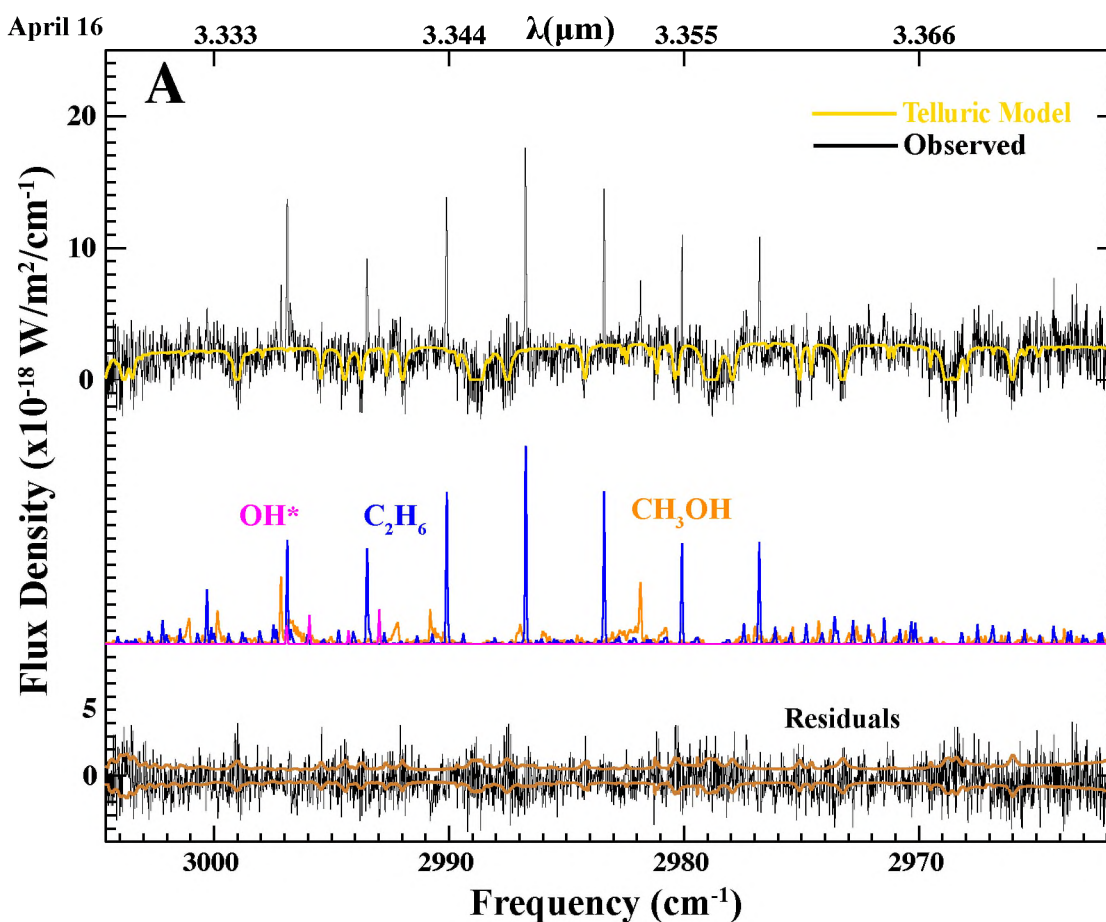 April 16
3.333 3.344 λ(μm) 3.355 3.366
A
Telluric Model
Observed
20
10
0
OH*
C₂H₆
CH₃OH
Residuals
5
0
3000 2990 2980 2970
Frequency (cm⁻¹)
Flux Density (x10⁻¹⁸ W/m²/cm⁻¹)